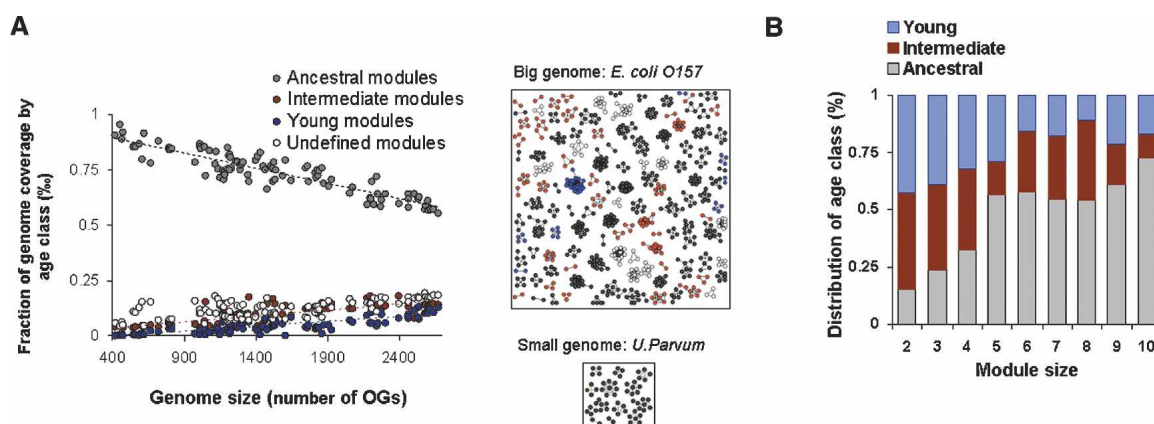 A
Ancestral modules
Intermediate modules
Young modules
Undefined modules
Fraction of genome coverage by
age class (‰)
1
0.75
0.5
0.25
0
400
900
1400
1900
2400
Genome size (number of OGs)
Big genome: E. coli O157
Small genome: U.Parvum
B
Young
Intermediate
Ancestral
Distribution of age class (%)
1
0.75
0.5
0.25
0
2 3 4 5 6 7 8 9 10
Module size